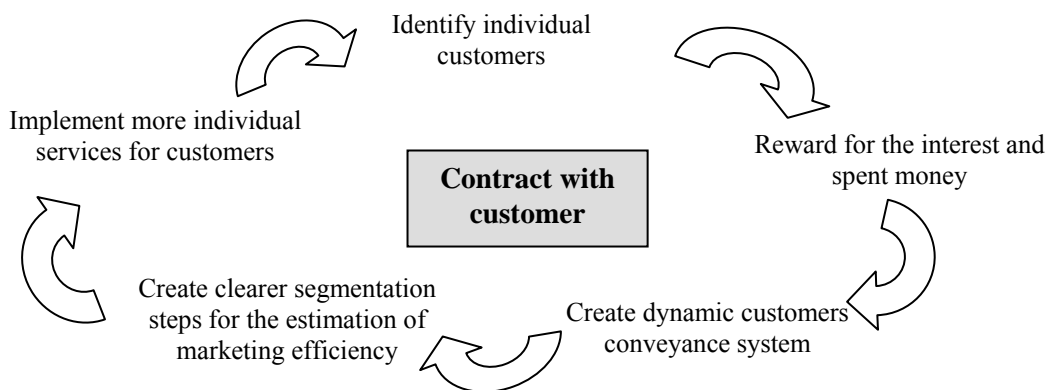 Identify individual
customers
Implement more individual
services for customers
Reward for the interest and
spent money
Contract with
customer
Create clearer segmentation
steps for the estimation of
marketing efficiency
Create dynamic customers
conveyance system